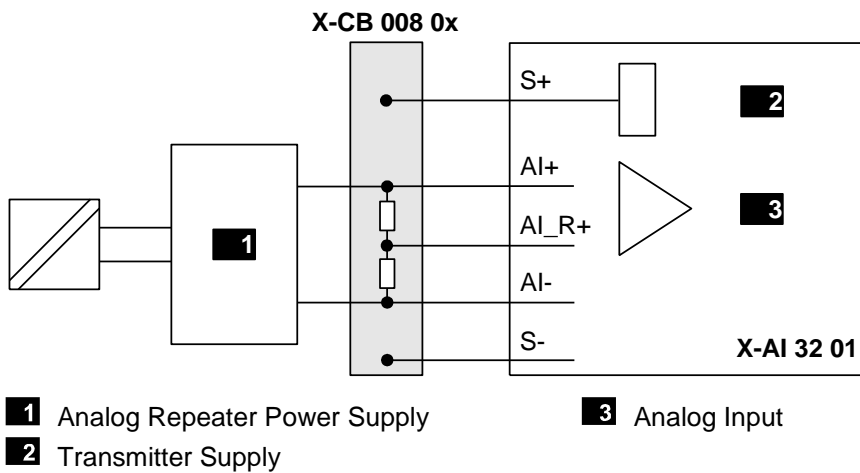 X-CB 008 0x
S+
2
AI+
3
AI_R+
1
AI-
S-
X-AI 32 01
1 Analog Repeater Power Supply
3 Analog Input
2 Transmitter Supply